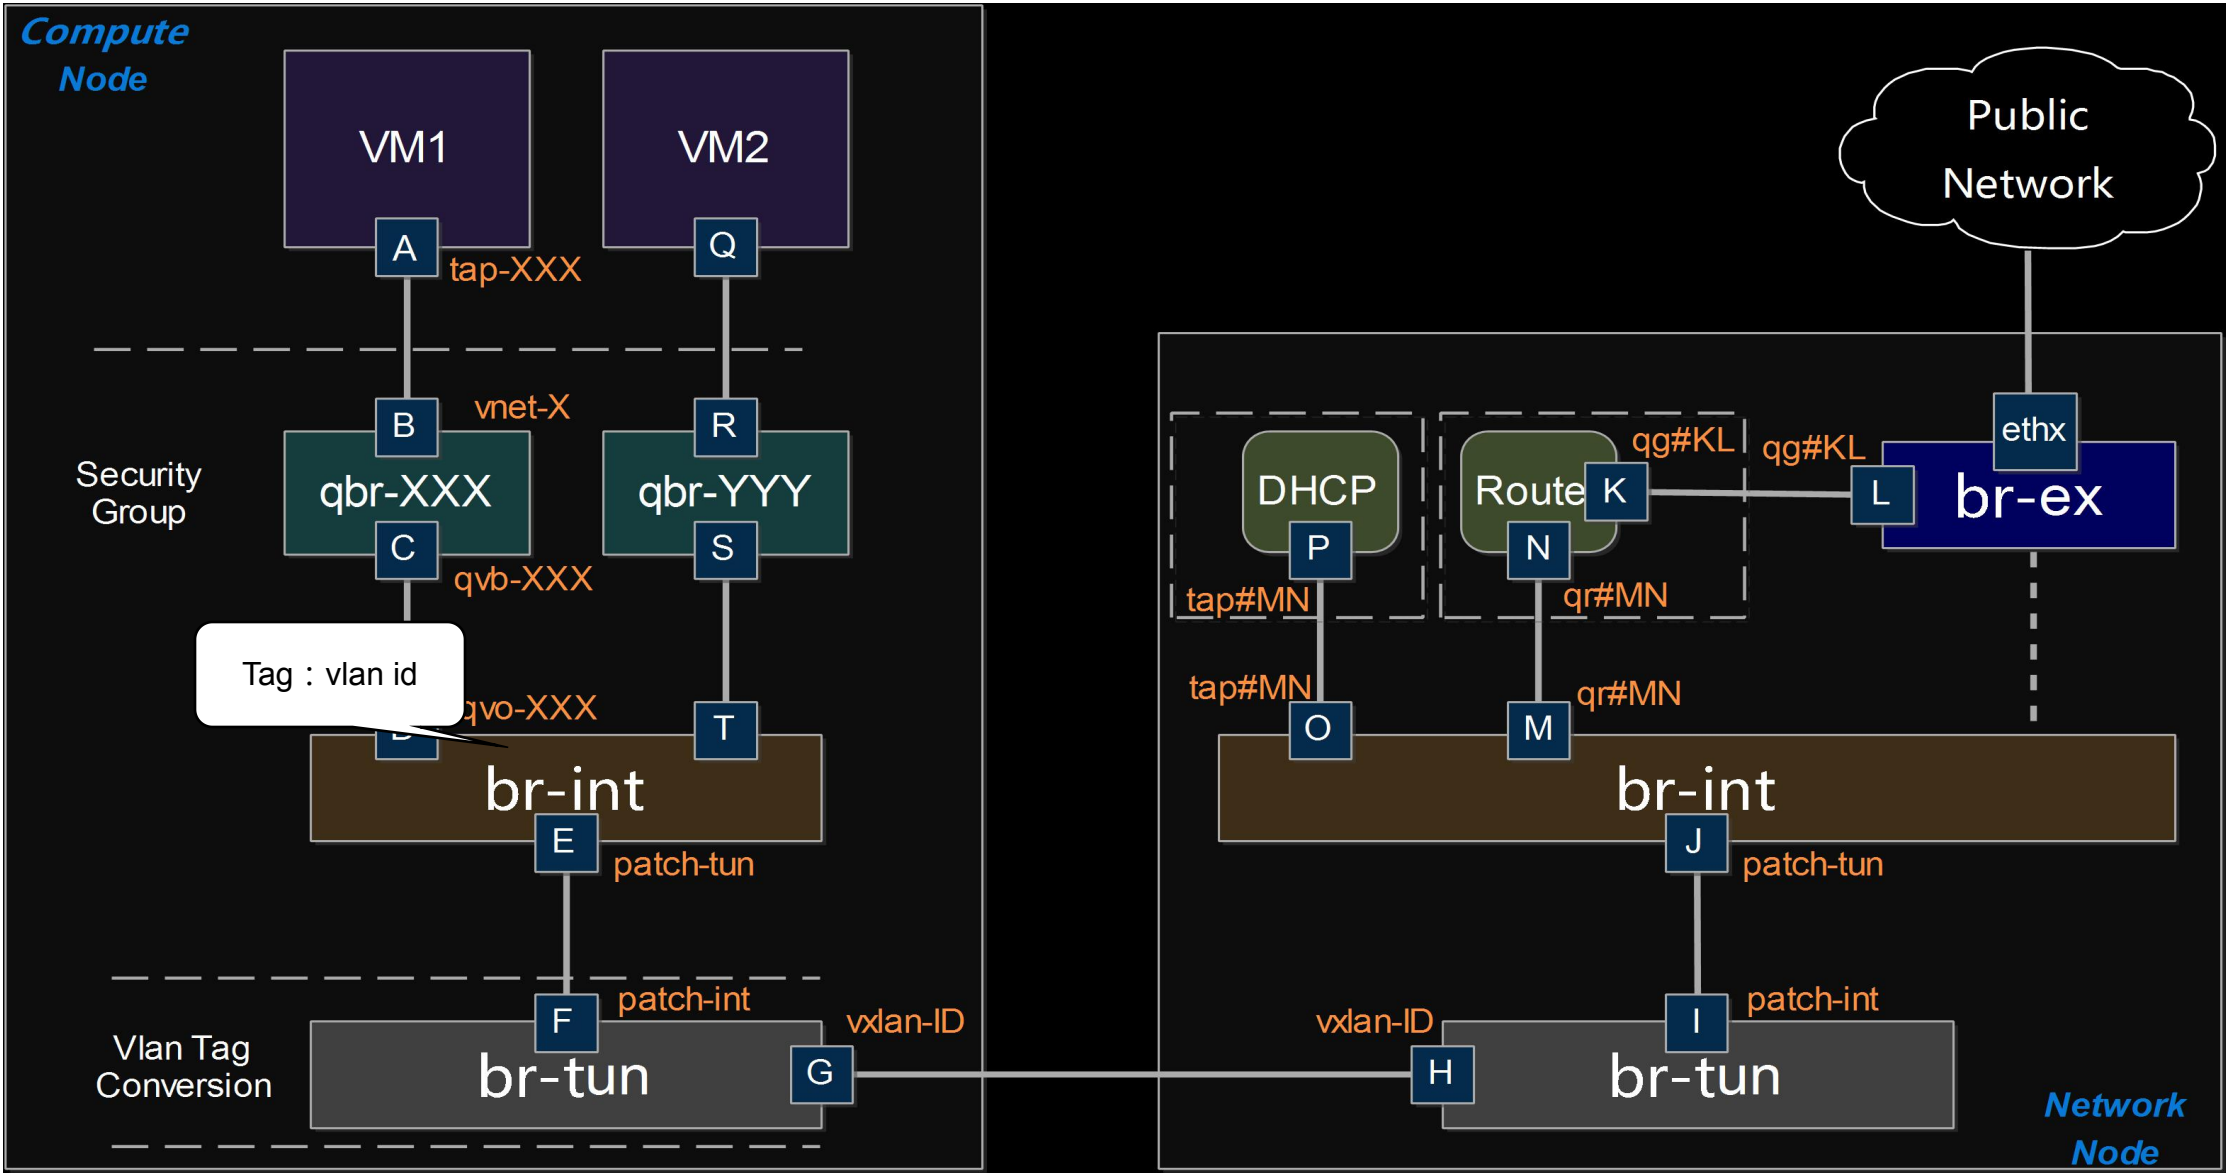 Compute
Node
VM1
VM2
A
Q
tap-XXX
Public
Network
B
vnet-X
R
Security
Group
qbr-XXX
qbr-YYY
C
qvb-XXX
S
Tag：vlan id
qvo-XXX
T
br-int
E
patch-tun
F
patch-int
Vlan Tag
Conversion
br-tun
G
vxlan-ID
ethx
DHCP
P
tap#MN
tap#MN
O
Route
K
qg#KL
qg#KL
L
br-ex
N
qr#MN
qr#MN
M
br-int
J
patch-tun
I
patch-int
vxlan-ID
H
br-tun
Network
Node